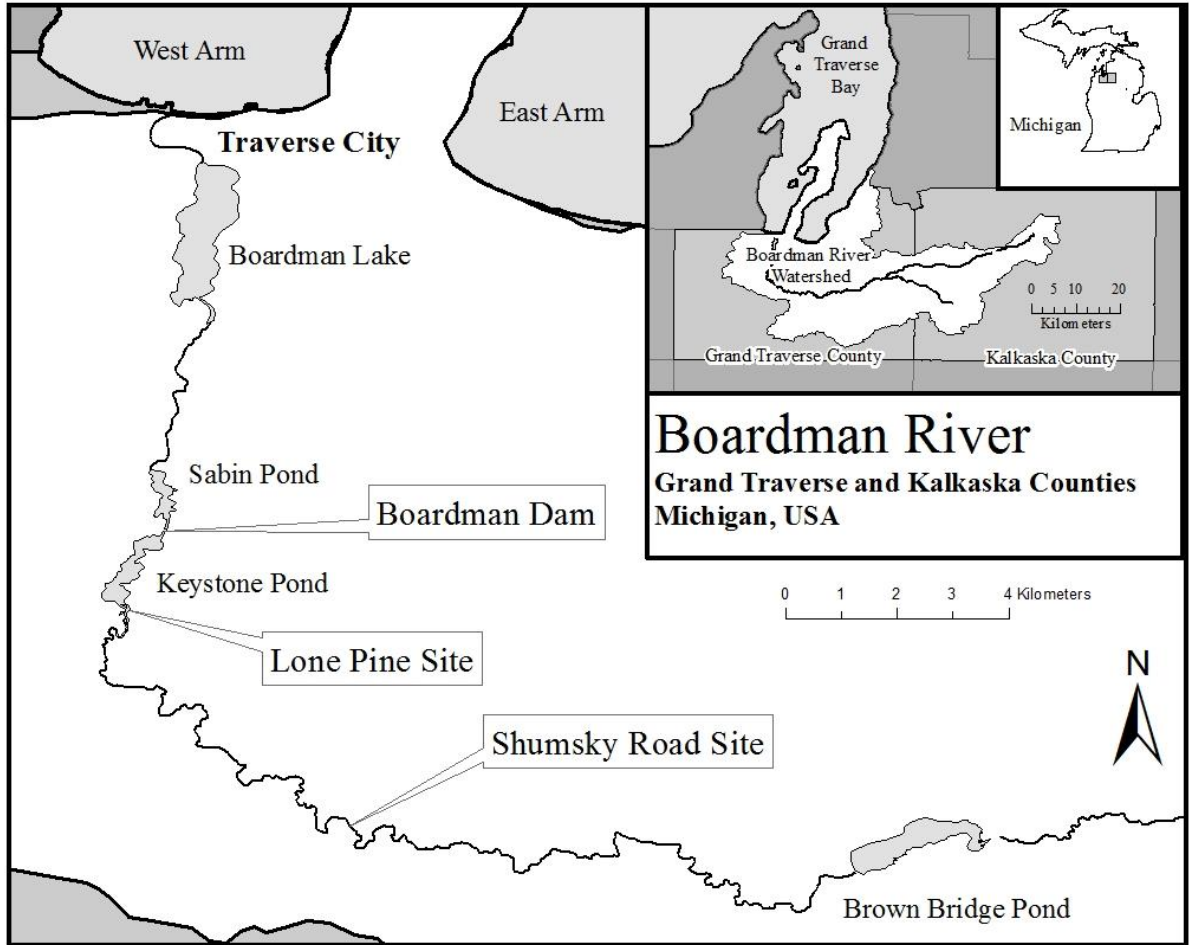 West Arm
East Arm
Traverse City
Boardman Lake
Sabin Pond
Boardman Dam
Keystone Pond
Lone Pine Site
Shumsky Road Site
Brown Bridge Pond
Grand
Traverse
Bay
Michigan
Boardman River
Watershed
0 5 10 20
Kilometers
Grand Traverse County
Kalkaska County
Boardman River
Grand Traverse and Kalkaska Counties
Michigan, USA
0 1 2 3 4 Kilometers
N